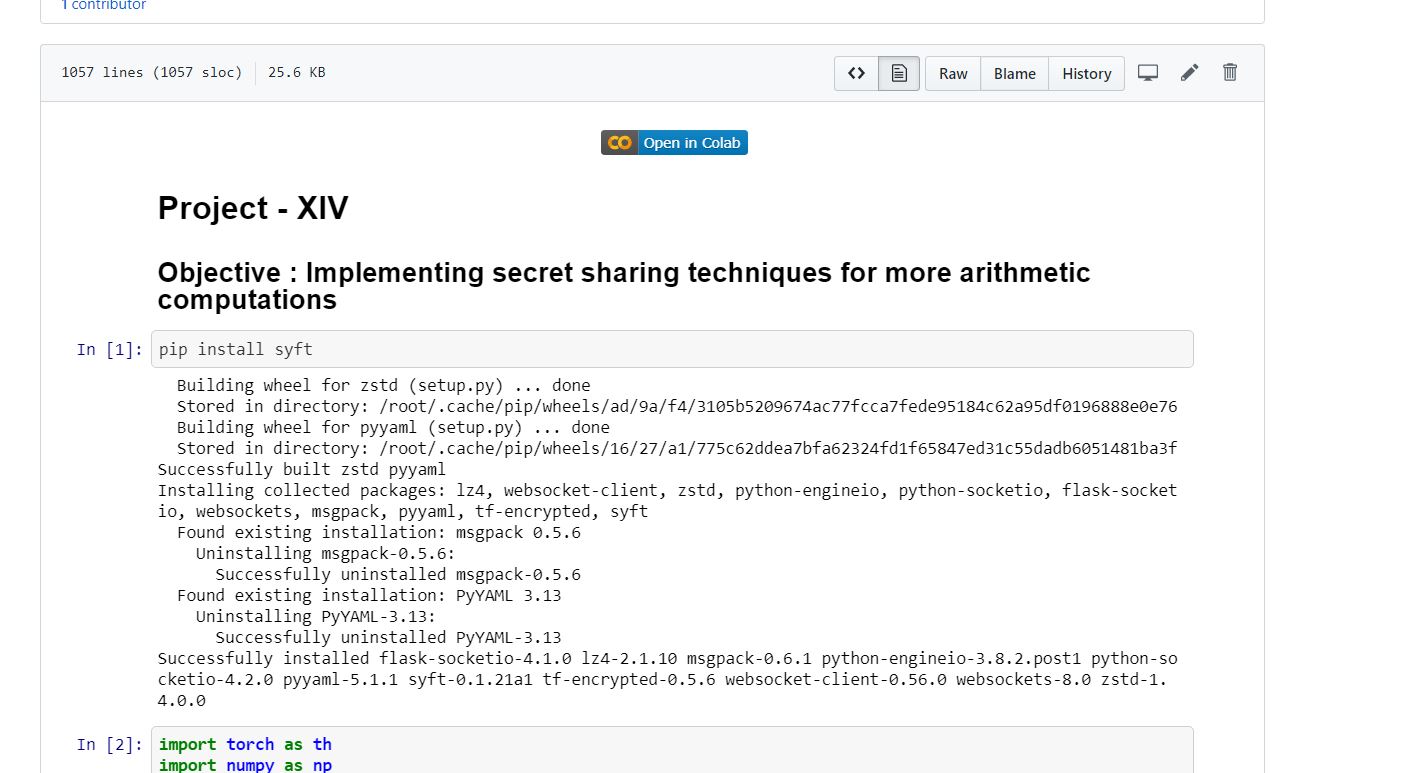 1 contributor
1057 lines (1057 sloc) 25.6 KB
<> Raw Blame History
CO Open in Colab
Project - XIV
Objective : Implementing secret sharing techniques for more arithmetic
computations
In [1]: pip install syft
Building wheel for zstd (setup.py) ... done
Stored in directory: /root/.cache/pip/wheels/ad/9a/f4/3105b5209674ac77fcca7fede95184c62a95df0196888e0e76
Building wheel for pyyaml (setup.py) ... done
Stored in directory: /root/.cache/pip/wheels/16/27/a1/775c62ddea7bfa62324fd1f65847ed31c55dadb6051481ba3f
Successfully built zstd pyyaml
Installing collected packages: lz4, websocket-client, zstd, python-engineio, python-socketio, flask-socket
io, websockets, msgpack, pyyaml, tf-encrypted, syft
Found existing installation: msgpack 0.5.6
Uninstalling msgpack-0.5.6:
Successfully uninstalled msgpack-0.5.6
Found existing installation: PyYAML 3.13
Uninstalling PyYAML-3.13:
Successfully uninstalled PyYAML-3.13
Successfully installed flask-socketio-4.1.0 lz4-2.1.10 msgpack-0.6.1 python-engineio-3.8.2.post1 python-so
cketio-4.2.0 pyyaml-5.1.1 syft-0.1.21a1 tf-encrypted-0.5.6 websocket-client-0.56.0 websockets-8.0 zstd-1.
4.0.0
In [2]: import torch as th
import numpy as np